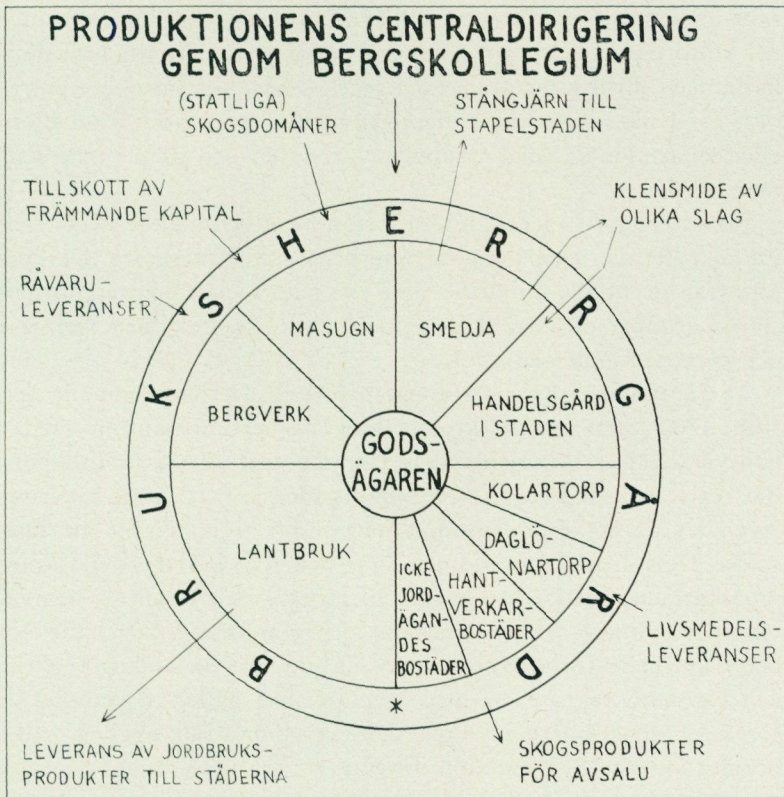 PRODUKTIONENS CENTRALDIRIGERING
GENOM BERGSKOLLEGIUM
(STATLIGA)
SKOGSDOMÄNER
STÅNGJÄRN TILL
STAPELSTADEN
TILLSKOTT AV
FRÄMMANDE KAPITAL
KLENSMIDE AV
OLIKA SLAG
RÅVARU-
LEVERANSER
BRUKSHERRGÅRD
*
MASUGN
SMEDJA
BERGVERK
HANDELSGÅRD
I STADEN
GODS-
ÄGAREN
KOLARTORP
DAGLÖ-
NARTORP
LANTBRUK
ICKE
JORD-
ÄGAN-
DES
BOSTÄDER
HANT-
VERKAR-
BOSTÄDER
LIVSMEDELS-
LEVERANSER
LEVERANS AV JORDBRUKS-
PRODUKTER TILL STÄDERNA
SKOGSPRODUKTER
FÖR AVSALU